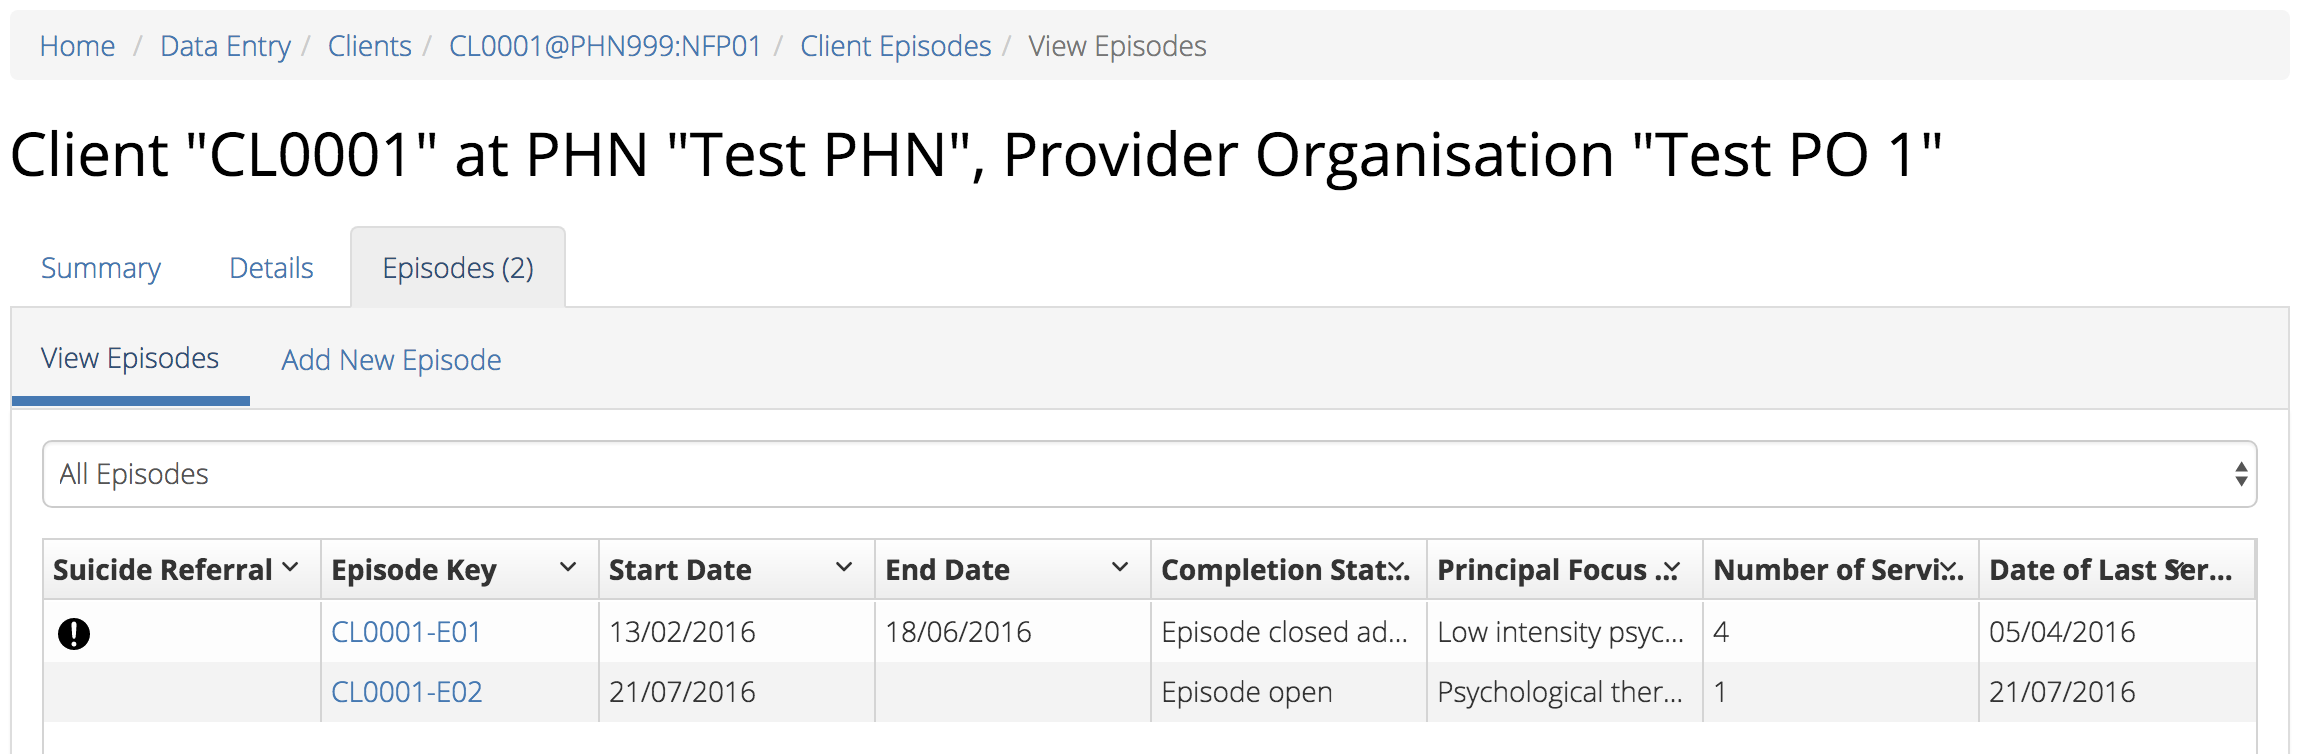 Home / Data Entry / Clients / CL0001@PHN999:NFP01 / Client Episodes / View Episodes
Client "CL0001" at PHN "Test PHN", Provider Organisation "Test PO 1"
Summary Details Episodes (2)
View Episodes Add New Episode
All Episodes
Suicide Referral Episode Key Start Date End Date Completion Stat... Principal Focus ... Number of Servi... Date of Last Ser...
CL0001-E01 13/02/2016 18/06/2016 Episode closed ad... Low intensity psyc... 4 05/04/2016
CL0001-E02 21/07/2016 Episode open Psychological ther... 1 21/07/2016